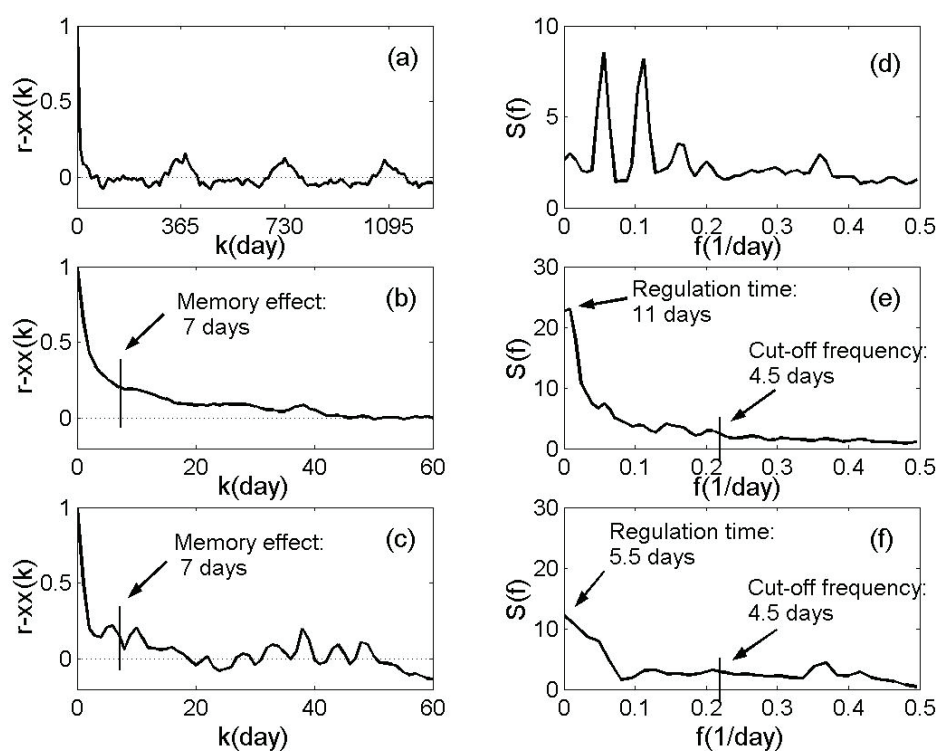 1
(a)
r-xx(k)
0.5
0
0 365 730 1095
k(day)
10
(d)
S(f)
5
0
0 0.1 0.2 0.3 0.4 0.5
f(1/day)
1
(b)
Memory effect:
7 days
r-xx(k)
0.5
0
0 20 40 60
k(day)
30
(e)
Regulation time:
11 days
S(f)
20
Cut-off frequency:
4.5 days
10
0
0 0.1 0.2 0.3 0.4 0.5
f(1/day)
1
(c)
Memory effect:
7 days
r-xx(k)
0.5
0
0 20 40 60
k(day)
30
(f)
Regulation time:
5.5 days
S(f)
20
Cut-off frequency:
4.5 days
10
0
0 0.1 0.2 0.3 0.4 0.5
f(1/day)